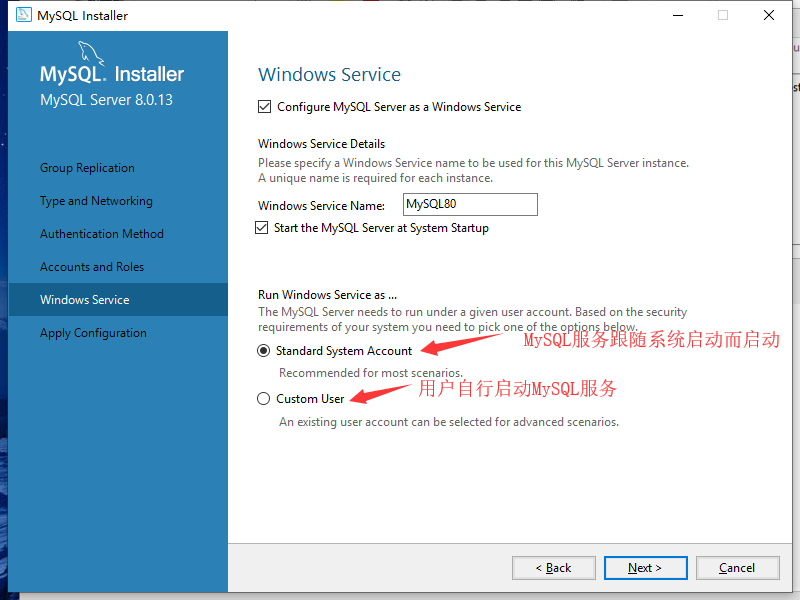 MySQL Installer
MySQL. Installer
MySQL Server 8.0.13
Group Replication
Type and Networking
Authentication Method
Accounts and Roles
Windows Service
Apply Configuration
Windows Service
Configure MySQL Server as a Windows Service
Windows Service Details
Please specify a Windows Service name to be used for this MySQL Server instance.
A unique name is required for each instance.
Windows Service Name: MySQL80
Start the MySQL Server at System Startup
Run Windows Service as ...
The MySQL Server needs to run under a given user account. Based on the security
requirements of your system you need to pick one of the options below.
Standard System Account
MySQL服务跟随系统启动而启动
Recommended for most scenarios.
Custom User
用户自行启动MySQL服务
An existing user account can be selected for advanced scenarios.
< Back Next > Cancel